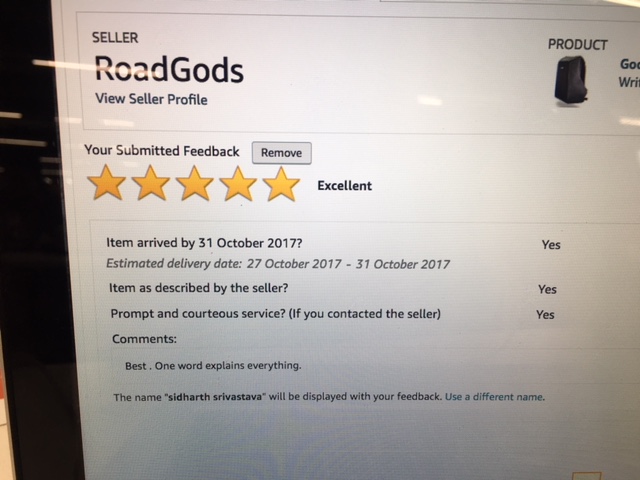 SELLER
RoadGods
View Seller Profile
PRODUCT
Your Submitted Feedback Remove
Excellent
Item arrived by 31 October 2017? Yes
Estimated delivery date: 27 October 2017 - 31 October 2017
Item as described by the seller? Yes
Prompt and courteous service? (If you contacted the seller) Yes
Comments:
Best . One word explains everything.
The name "sidharth srivastava" will be displayed with your feedback. Use a different name.